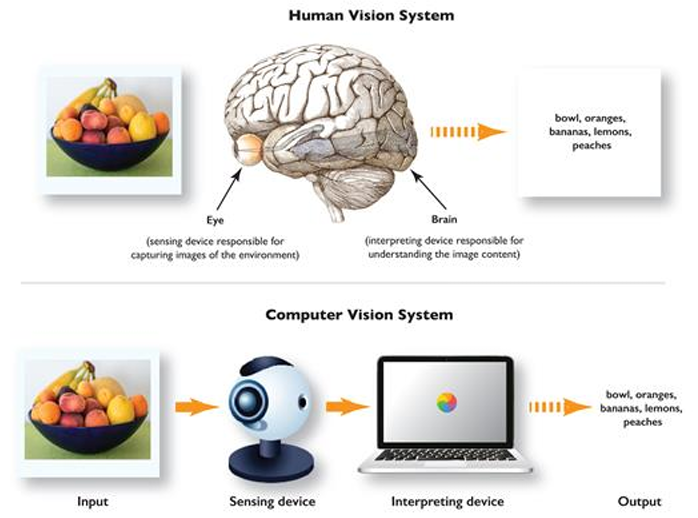 Human Vision System
bowl, oranges,
bananas, lemons,
peaches
Eye
(sensing device responsible for
capturing images of the environment)
Brain
(interpreting device responsible for
understanding the image content)
Computer Vision System
bowl, oranges,
bananas, lemons,
peaches
Input
Sensing device
Interpreting device
Output